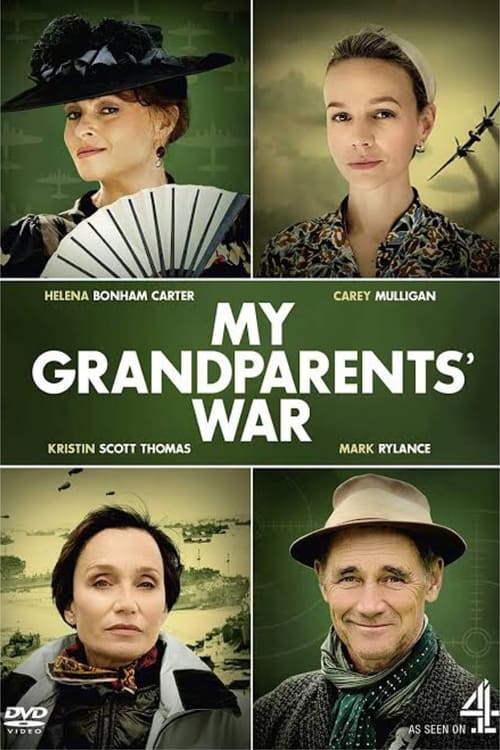 HELENA BONHAM CARTER
CAREY MULLIGAN
MY
GRANDPARENTS'
WAR
KRISTIN SCOTT THOMAS
MARK RYLANCE
DVD
VIDEO
AS SEEN ON
4